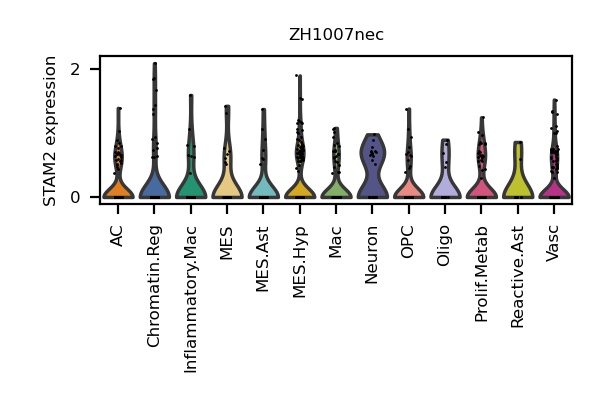 ZH1007nec
STAM2 expression
2
0
AC
Chromatin.Reg
Inflammatory.Mac
MES
MES.Ast
MES.Hyp
Mac
Neuron
OPC
Oligo
Prolif.Metab
Reactive.Ast
Vasc